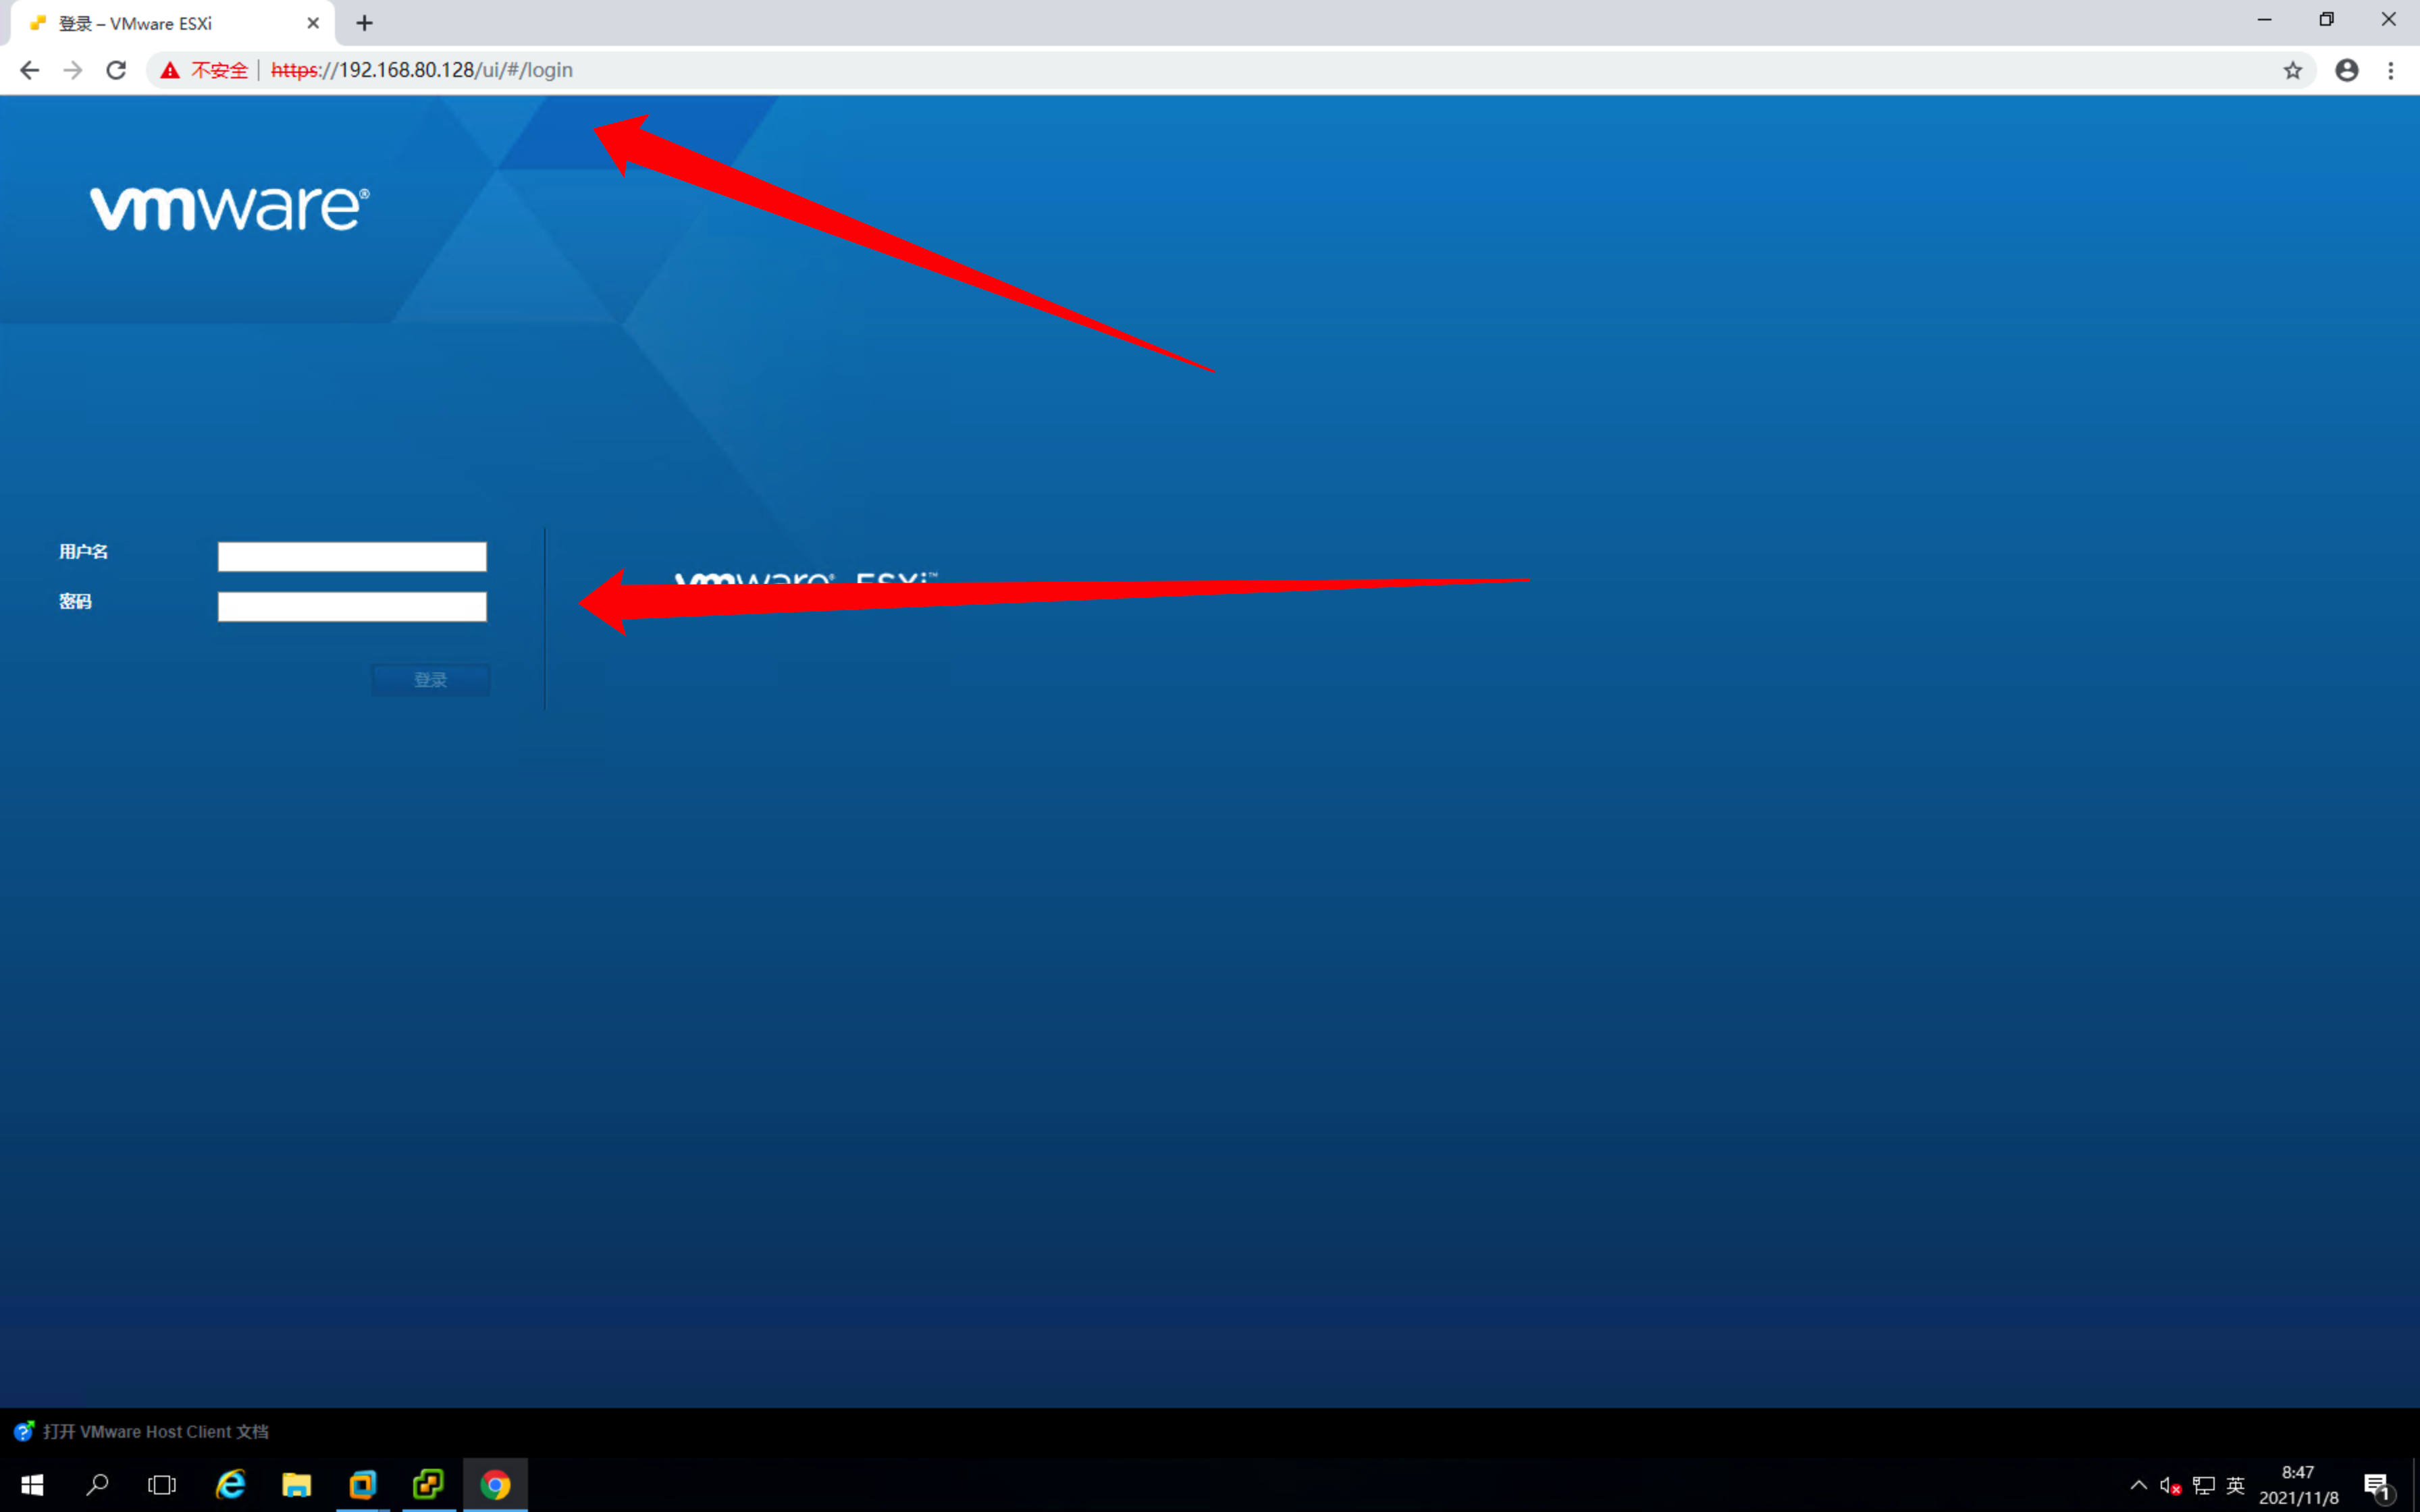 登录 – VMware ESXi
不安全 https://192.168.80.128/ui/#/login
vmware®
用户名
vmware® ESXi™
密码
登录
打开 VMware Host Client 文档
英
8:47
2021/11/8
1